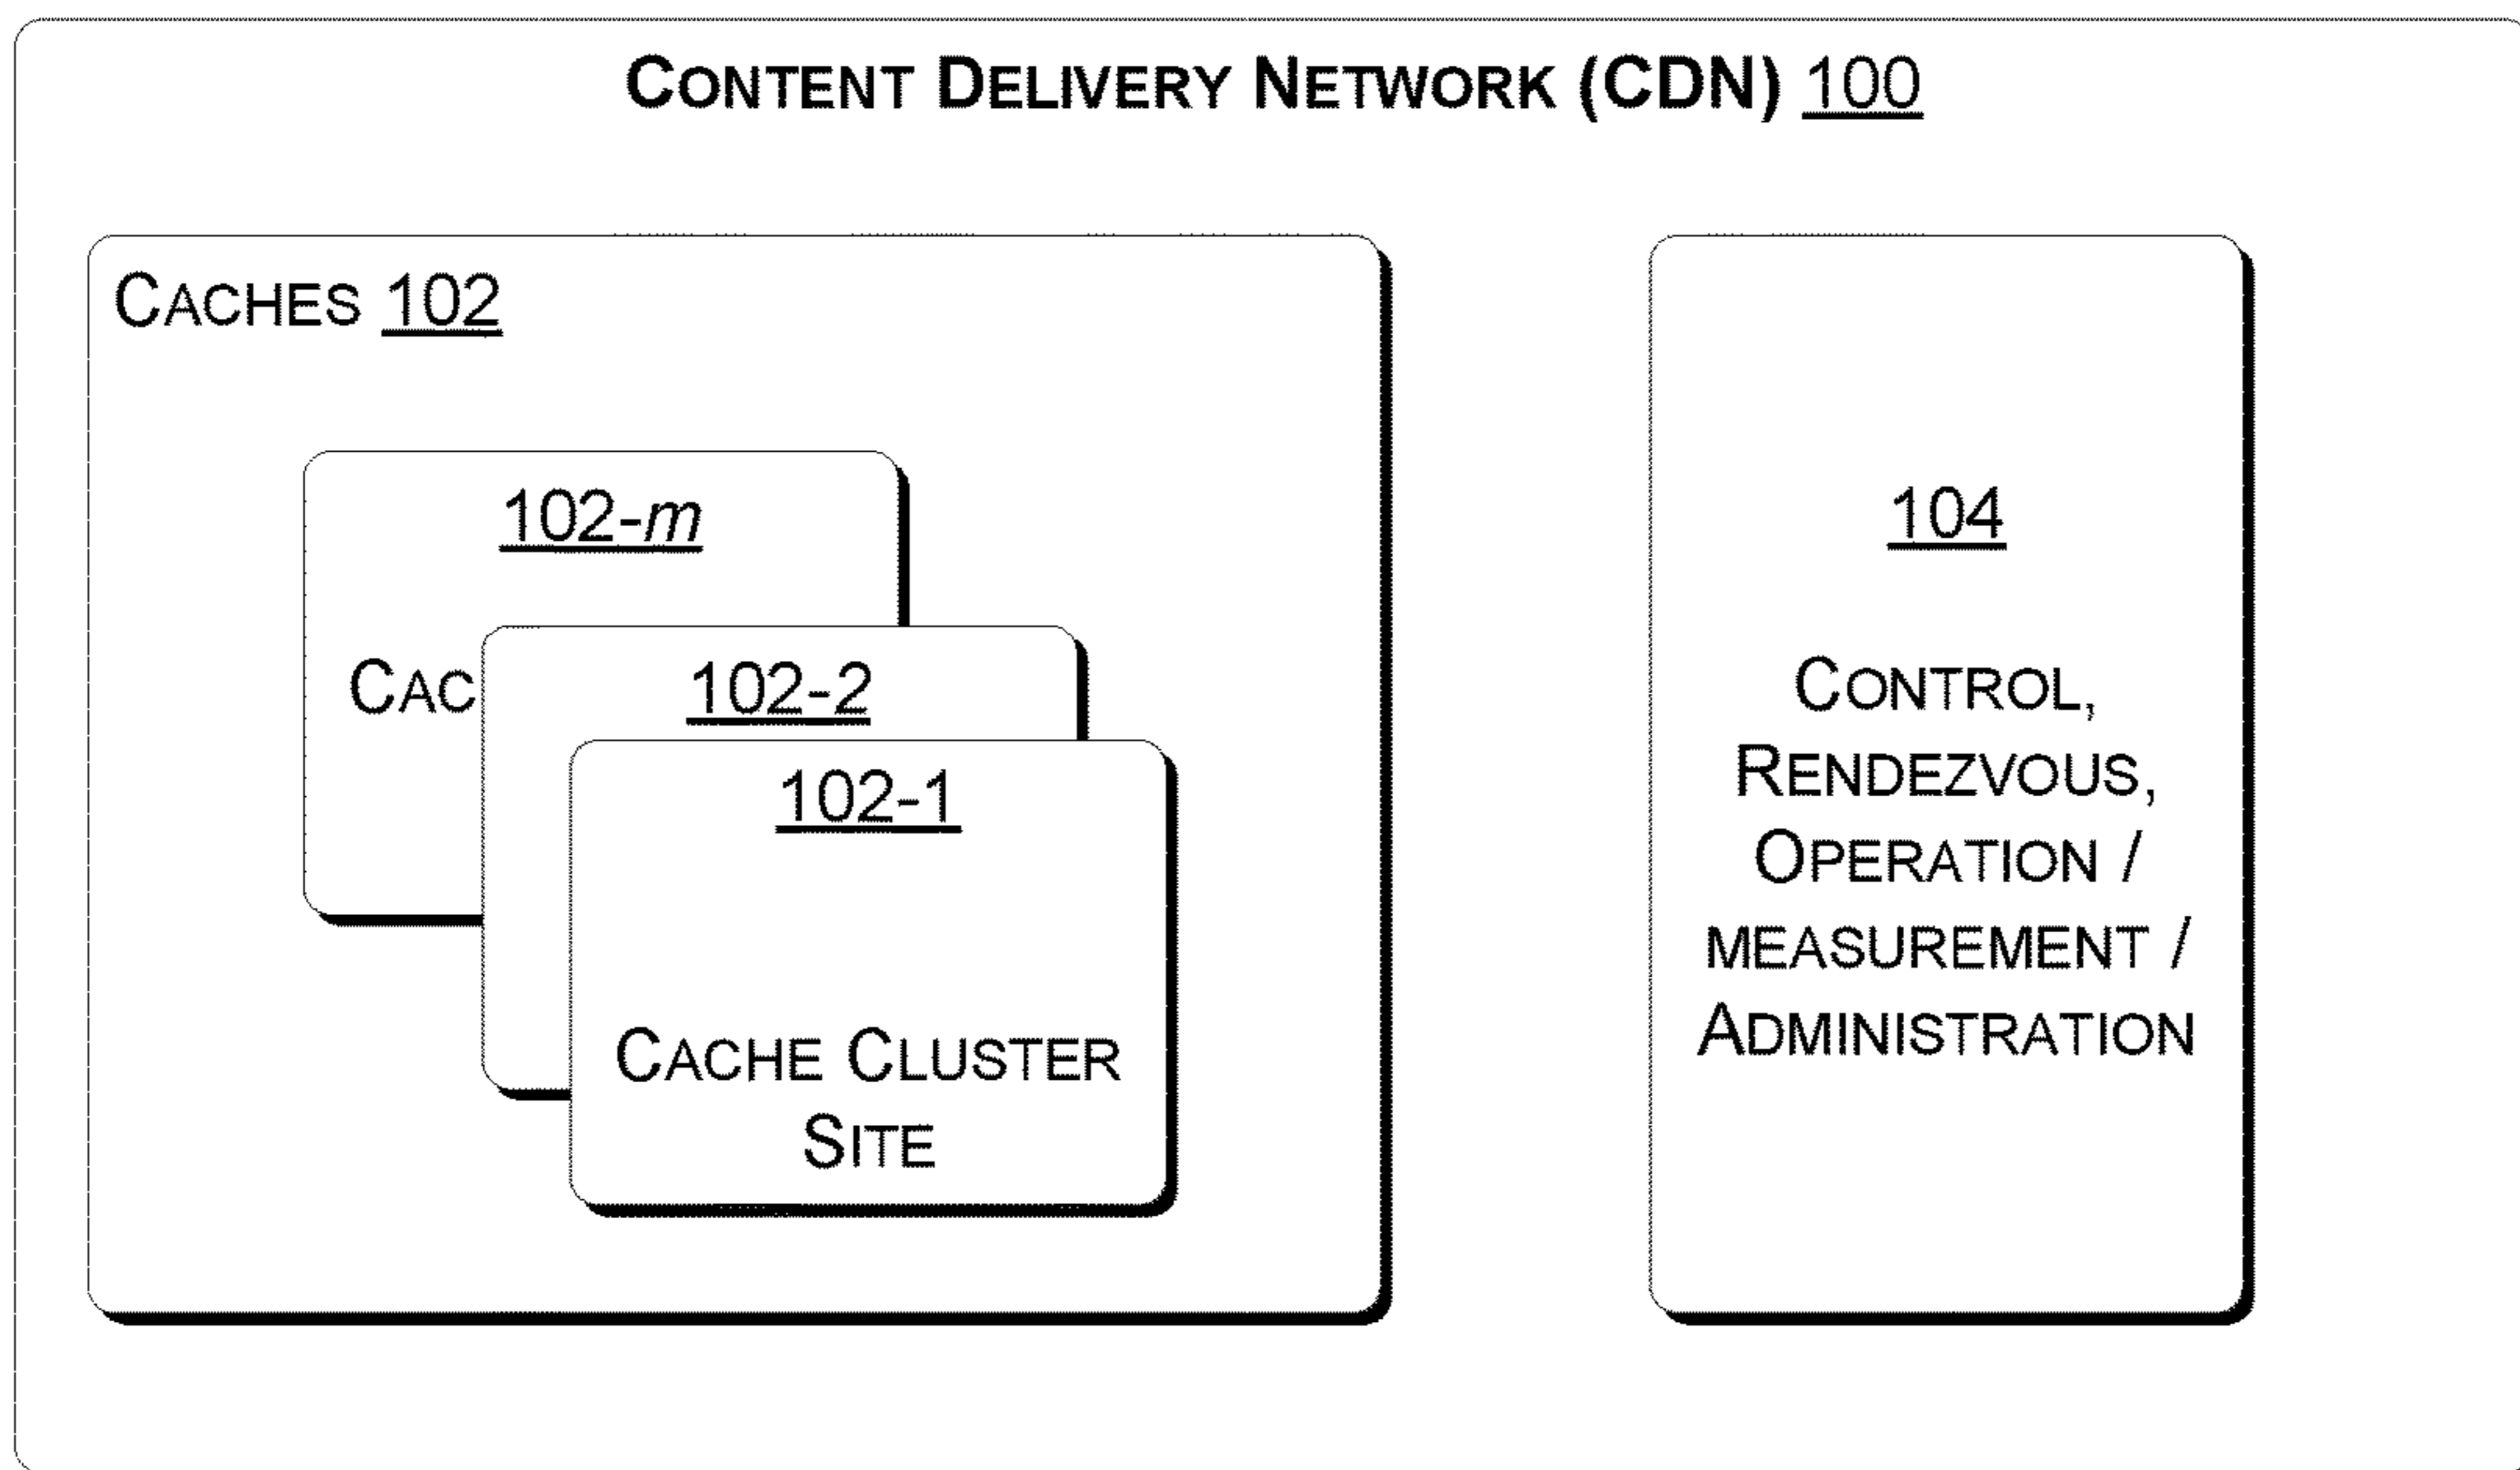 CONTENT DELIVERY NETWORK (CDN) 100
CACHES 102
102-m
CAC
102-2
102-1
CACHE CLUSTER
SITE
104
CONTROL,
RENDEZVOUS,
OPERATION /
MEASUREMENT /
ADMINISTRATION